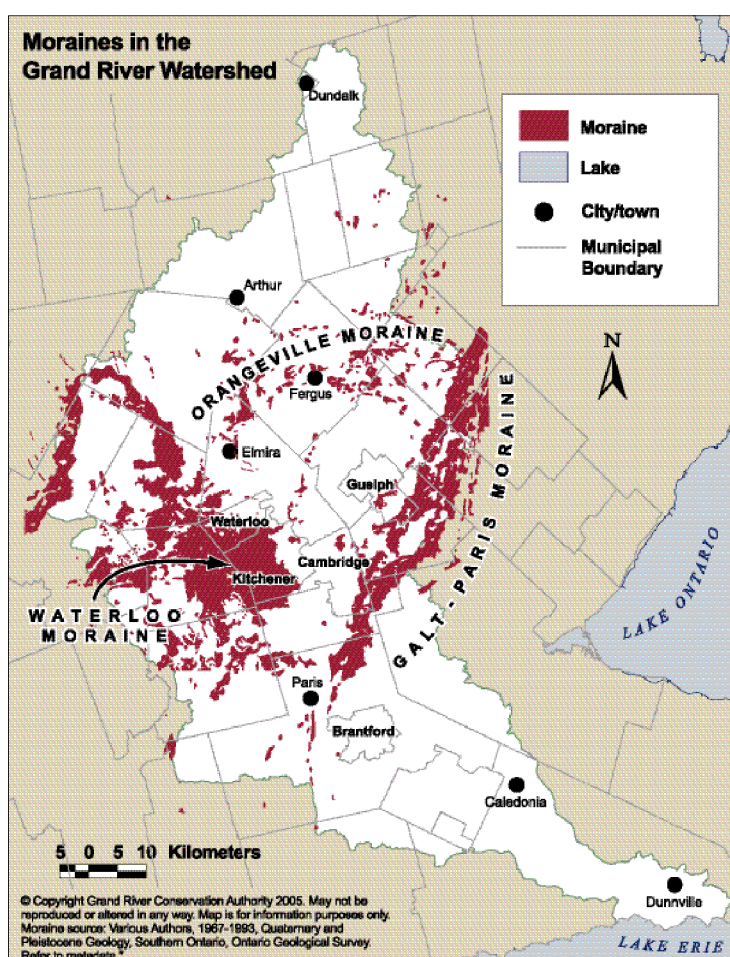 Moraines in the
Grand River Watershed
Dundalk
Moraine
Lake
City/town
Municipal
Boundary
Arthur
N
ORANGEVILLE MORAINE
Fergus
Elmira
Guelph
Waterloo
Cambridge
Kitchener
WATERLOO
MORAINE
GALT-PARIS MORAINE
LAKE ONTARIO
Paris
Brantford
Caledonia
5 0 5 10 Kilometers
Dunnville
© Copyright Grand River Conservation Authority 2005. May not be
reproduced or altered in any way. Map is for information purposes only.
Moraine source: Various Authors, 1967-1993, Quaternary and
Pleistocene Geology, Southern Ontario, Ontario Geological Survey.
Refer to metadata.*
LAKE ERIE